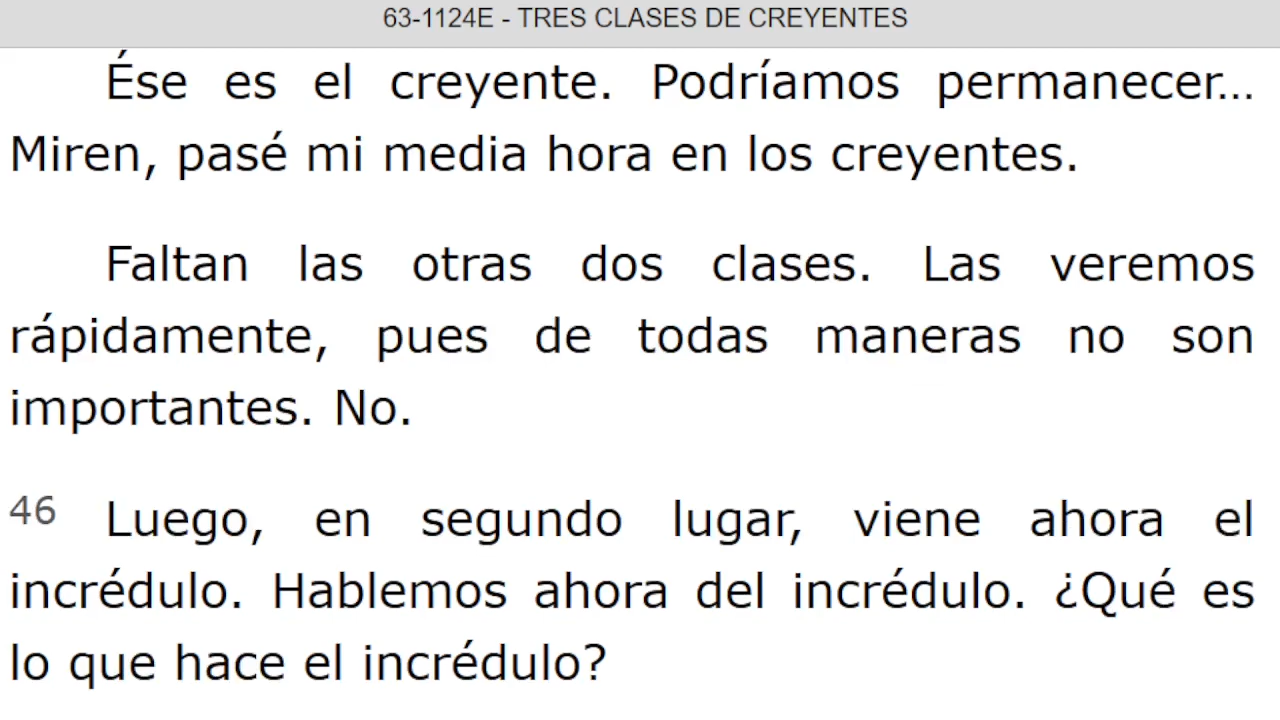 63-1124E - TRES CLASES DE CREYENTES
Ése es el creyente. Podríamos permanecer...
Miren, pasé mi media hora en los creyentes.
Faltan las otras dos clases. Las veremos
rápidamente, pues de todas maneras no son
importantes. No.
46 Luego, en segundo lugar, viene ahora el
incrédulo. Hablemos ahora del incrédulo. ¿Qué es
lo que hace el incrédulo?